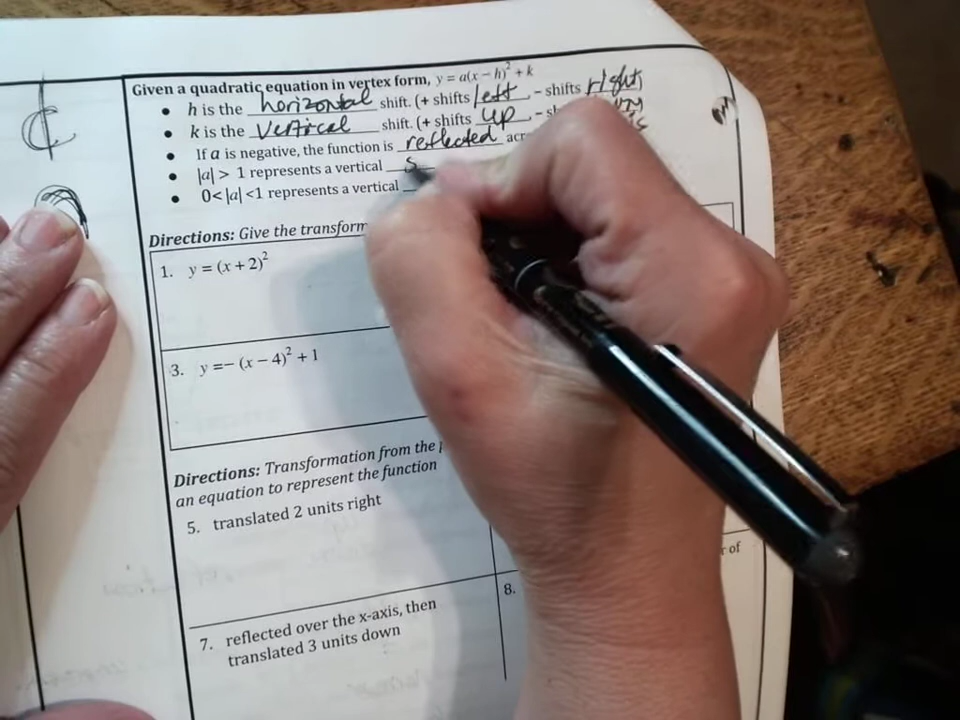 Given a quadratic equation in vertex form, y = a(x − h)² + k
• h is the horizontal shift. (+ shifts left, − shifts right
• k is the vertical shift. (+ shifts up, − sh
• If a is negative, the function is reflected acr
• |a| > 1 represents a vertical s
• 0< |a| <1 represents a vertical
Directions: Give the transform
1. y = (x + 2)²
3. y =− (x − 4)² + 1
Directions: Transformation from the
an equation to represent the function
5. translated 2 units right
of
7. reflected over the x-axis, then
translated 3 units down
8.